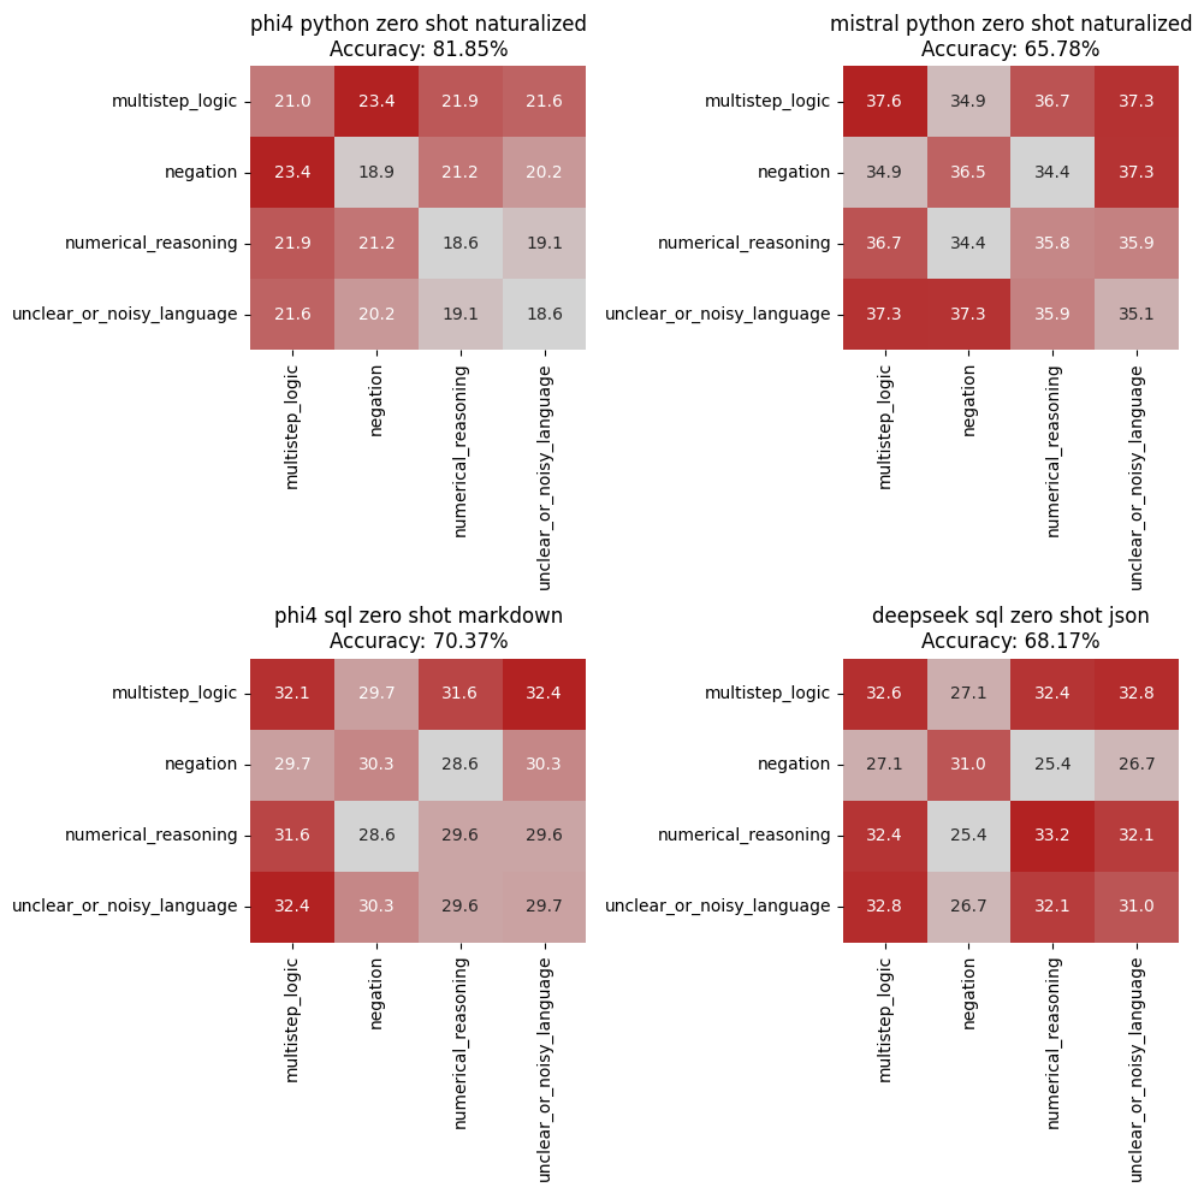 phi4 python zero shot naturalized
Accuracy: 81.85%
multistep_logic 21.0 23.4 21.9 21.6
negation 23.4 18.9 21.2 20.2
numerical_reasoning 21.9 21.2 18.6 19.1
unclear_or_noisy_language 21.6 20.2 19.1 18.6
multistep_logic
negation
numerical_reasoning
unclear_or_noisy_language
mistral python zero shot naturalized
Accuracy: 65.78%
multistep_logic 37.6 34.9 36.7 37.3
negation 34.9 36.5 34.4 37.3
numerical_reasoning 36.7 34.4 35.8 35.9
unclear_or_noisy_language 37.3 37.3 35.9 35.1
multistep_logic
negation
numerical_reasoning
unclear_or_noisy_language
phi4 sql zero shot markdown
Accuracy: 70.37%
multistep_logic 32.1 29.7 31.6 32.4
negation 29.7 30.3 28.6 30.3
numerical_reasoning 31.6 28.6 29.6 29.6
unclear_or_noisy_language 32.4 30.3 29.6 29.7
multistep_logic
negation
numerical_reasoning
unclear_or_noisy_language
deepseek sql zero shot json
Accuracy: 68.17%
multistep_logic 32.6 27.1 32.4 32.8
negation 27.1 31.0 25.4 26.7
numerical_reasoning 32.4 25.4 33.2 32.1
unclear_or_noisy_language 32.8 26.7 32.1 31.0
multistep_logic
negation
numerical_reasoning
unclear_or_noisy_language